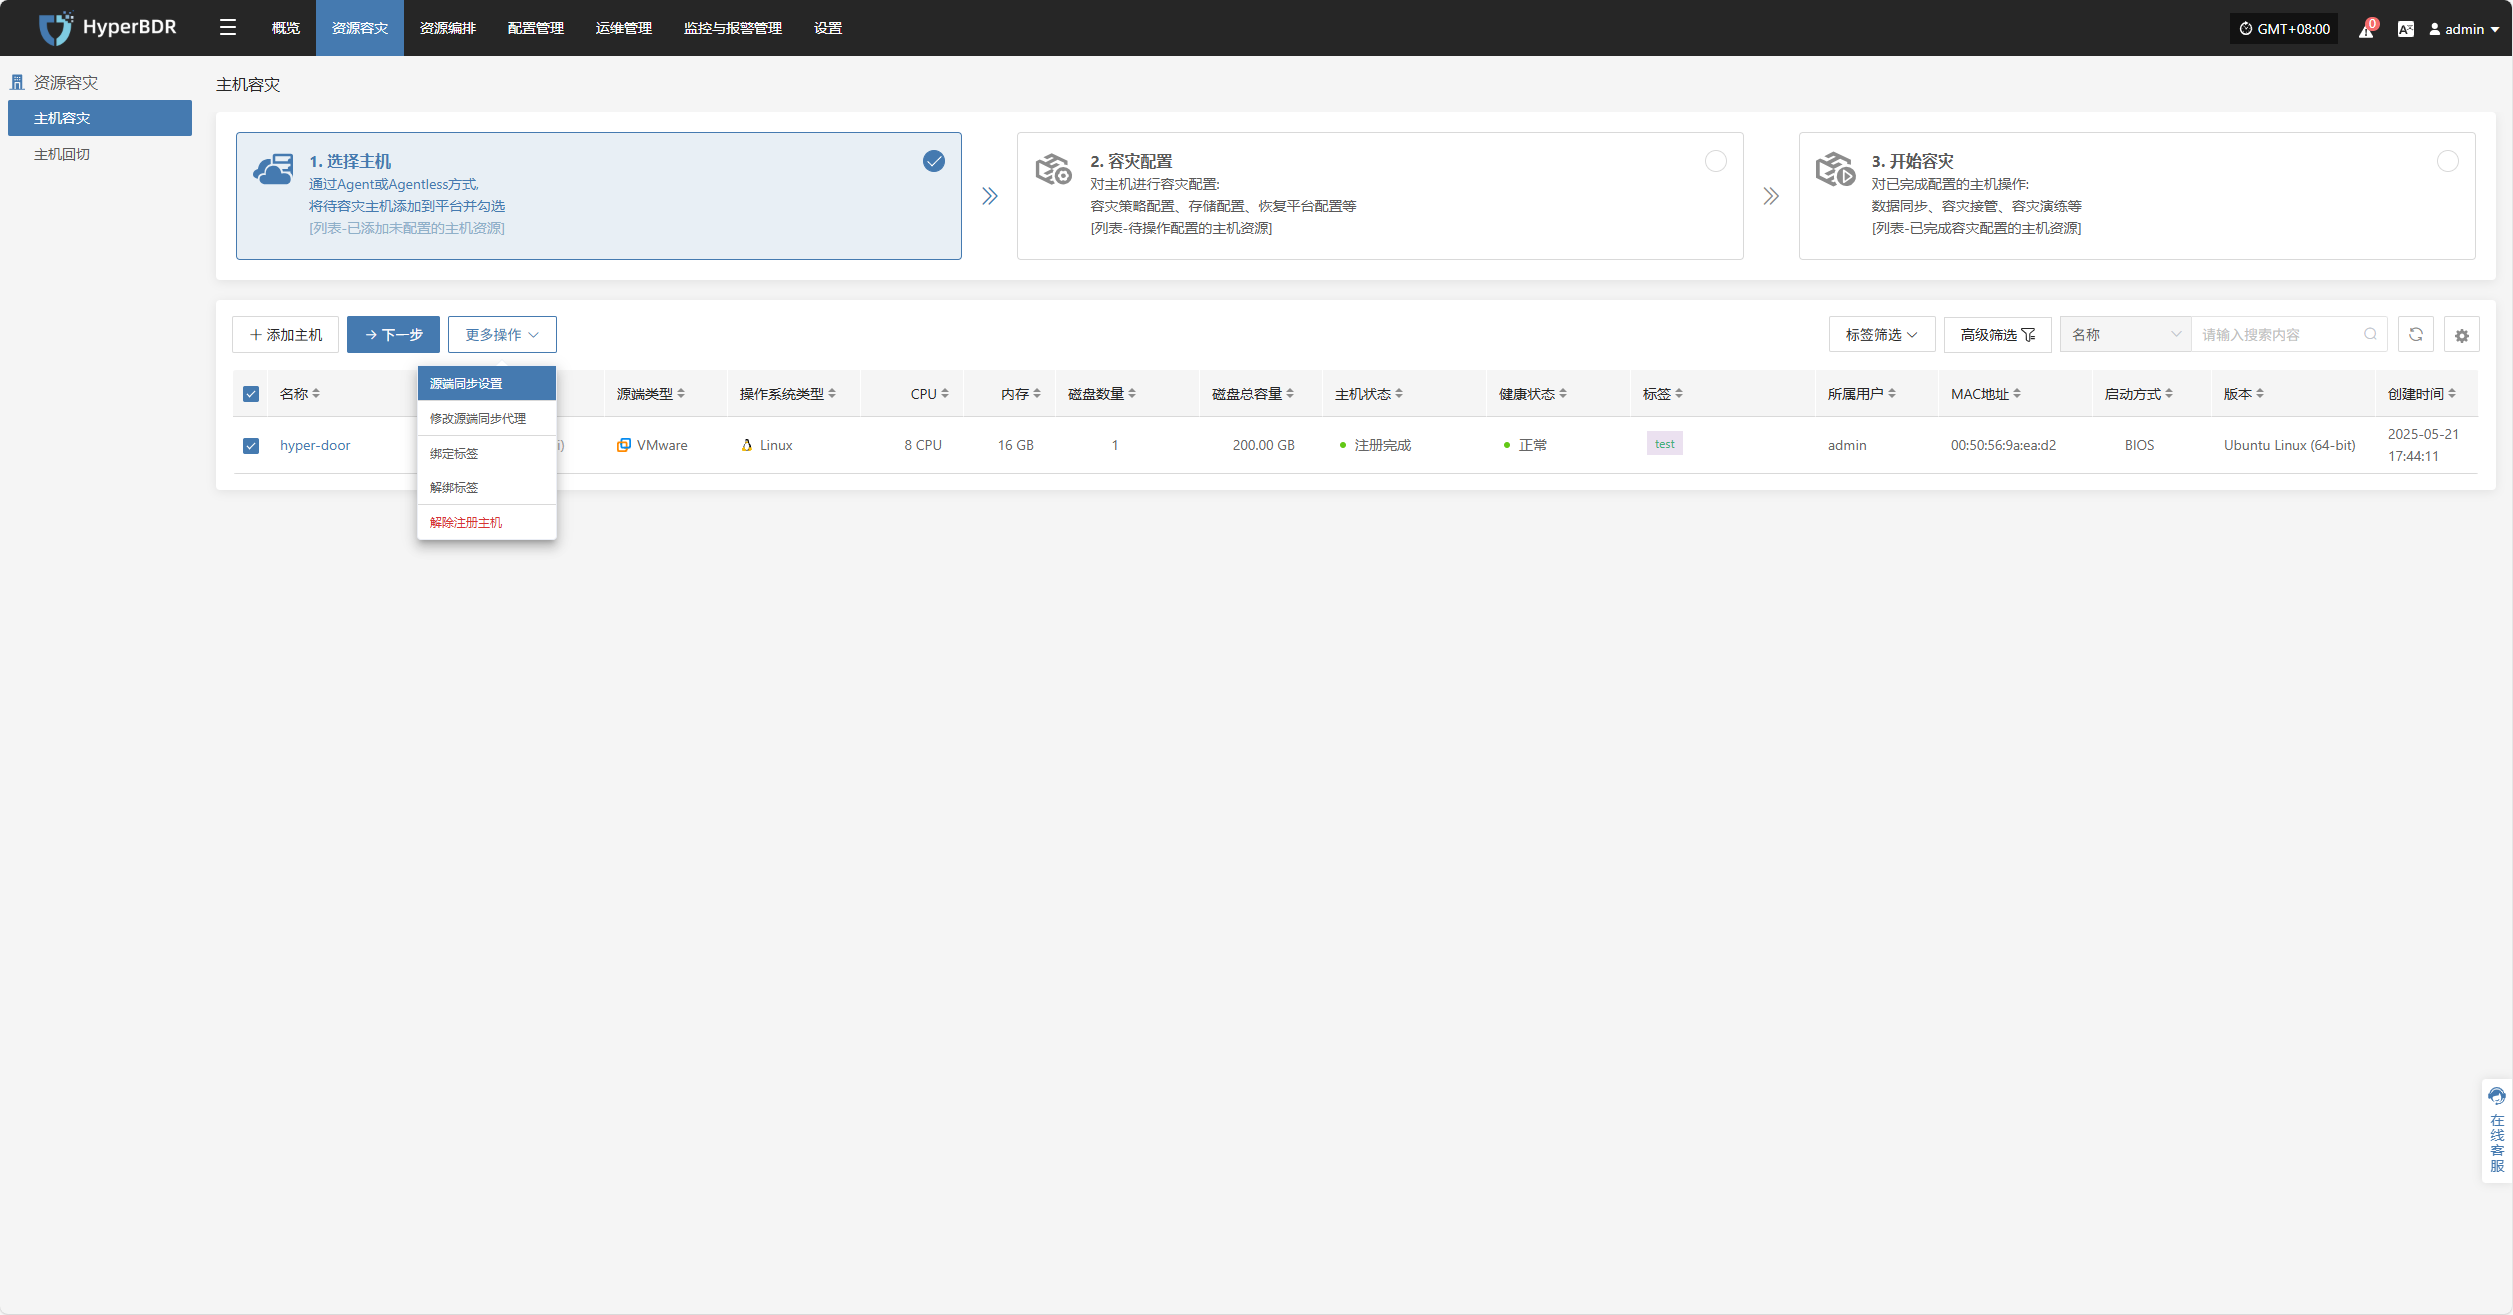 HyperBDR
概览
资源容灾
资源编排
配置管理
运维管理
监控与报警管理
设置
GMT+08:00
0
admin
资源容灾
主机容灾
主机回切
主机容灾
1. 选择主机
通过Agent或Agentless方式,
将待容灾主机添加到平台并勾选
[列表-已添加未配置的主机资源]
2. 容灾配置
对主机进行容灾配置:
容灾策略配置、存储配置、恢复平台配置等
[列表-待操作配置的主机资源]
3. 开始容灾
对已完成配置的主机操作:
数据同步、容灾接管、容灾演练等
[列表-已完成容灾配置的主机资源]
添加主机
下一步
更多操作
标签筛选
高级筛选
名称
请输入搜索内容
源端同步设置
修改源端同步代理
绑定标签
解绑标签
解除注册主机
名称 源端类型 操作系统类型 CPU 内存 磁盘数量 磁盘总容量 主机状态 健康状态 标签 所属用户 MAC地址 启动方式 版本 创建时间
hyper-door i) VMware Linux 8 CPU 16 GB 1 200.00 GB 注册完成 正常 test admin 00:50:56:9a:ea:d2 BIOS Ubuntu Linux (64-bit) 2025-05-21
17:44:11
在线客服